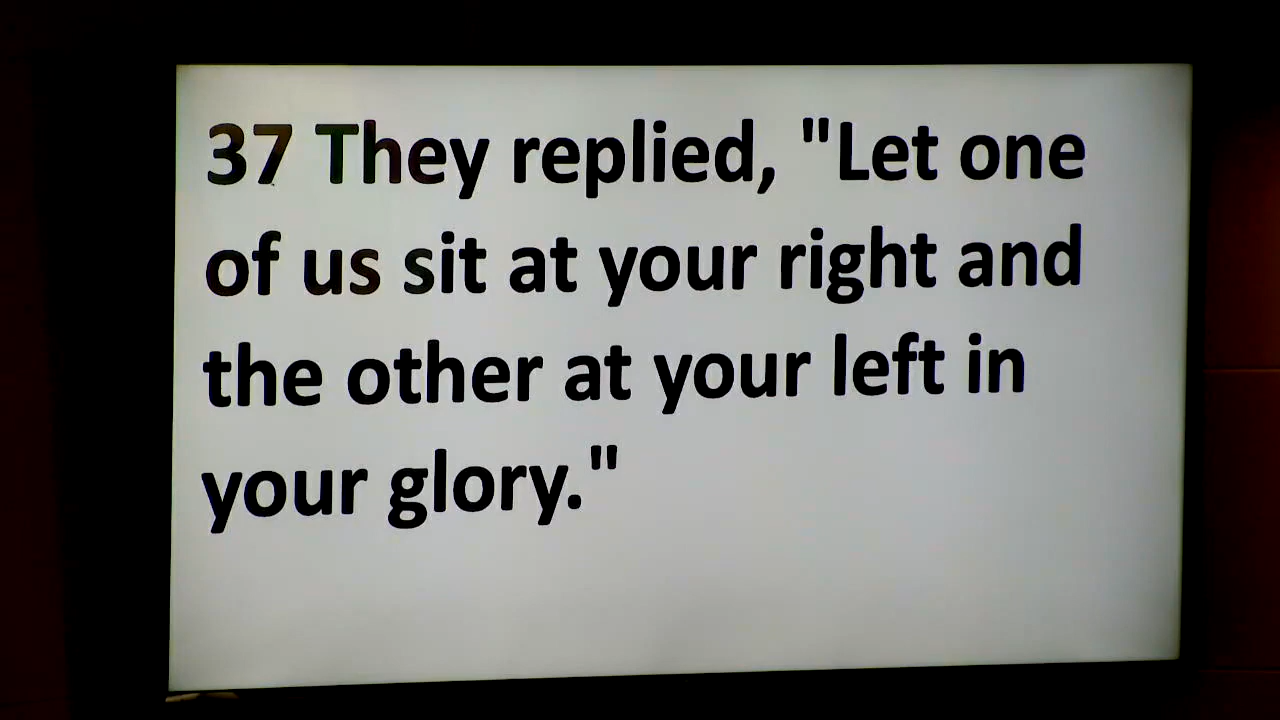 37 They replied, "Let one
of us sit at your right and
the other at your left in
your glory."